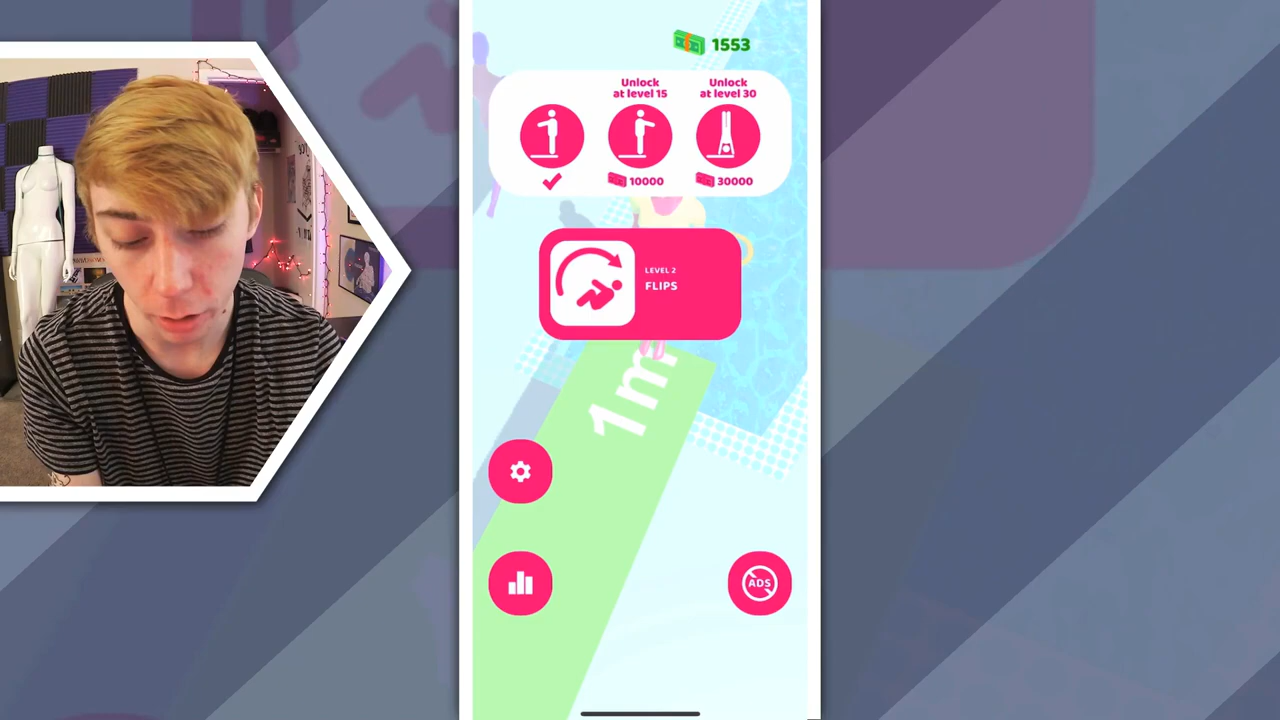 1553
Unlock
at level 15
Unlock
at level 30
10000
30000
LEVEL 2
FLIPS
1m
ADS